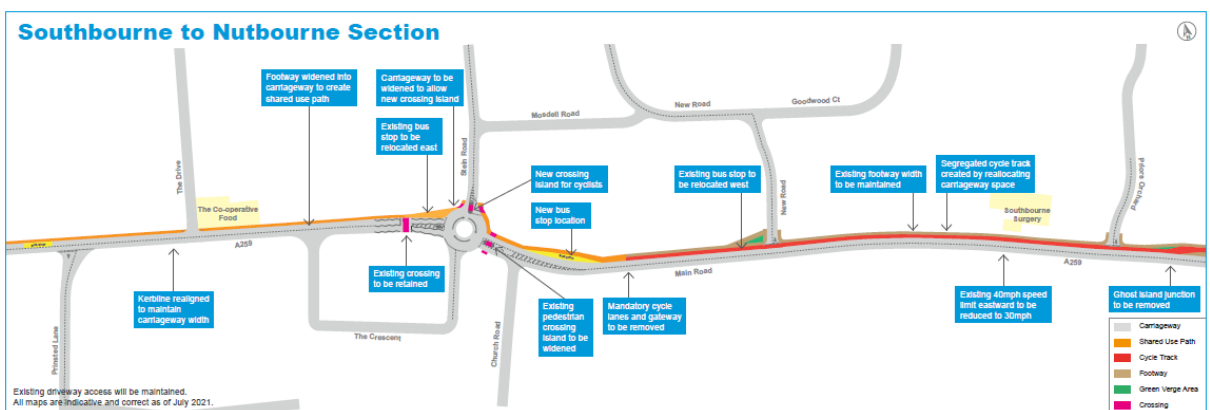 Southbourne to Nutbourne Section
Footway widened into
carriageway to create
shared use path
Carriageway to be
widened to allow
new crossing island
Existing bus
stop to be
relocated east
Stein Road
Mosdell Road
New Road
Goodwood Ct
The Drive
The Co-operative
Food
New crossing
island for cyclists
New bus
stop location
Existing bus stop to
be relocated west
New Road
Existing footway width
to be maintained
Segregated cycle track
created by reallocating
carriageway space
Southbourne
Surgery
Priors Orchard
A259
Main Road
A259
Prinsted Lane
Kerbline realigned
to maintain
carriageway width
Existing crossing
to be retained
The Crescent
Church Road
Existing
pedestrian
crossing
island to be
widened
Mandatory cycle
lanes and gateway
to be removed
Existing 40mph speed
limit eastward to be
reduced to 30mph
Ghost island junction
to be removed
Carriageway
Shared Use Path
Cycle Track
Footway
Green Verge Area
Crossing
Existing driveway access will be maintained.
All maps are indicative and correct as of July 2021.